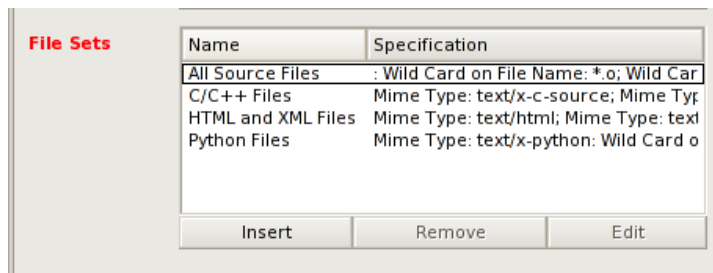 File Sets
Name Specification
All Source Files : Wild Card on File Name: *.o; Wild Car
C/C++ Files Mime Type: text/x-c-source; Mime Typ
HTML and XML Files Mime Type: text/html; Mime Type: text
Python Files Mime Type: text/x-python: Wild Card o
Insert Remove Edit